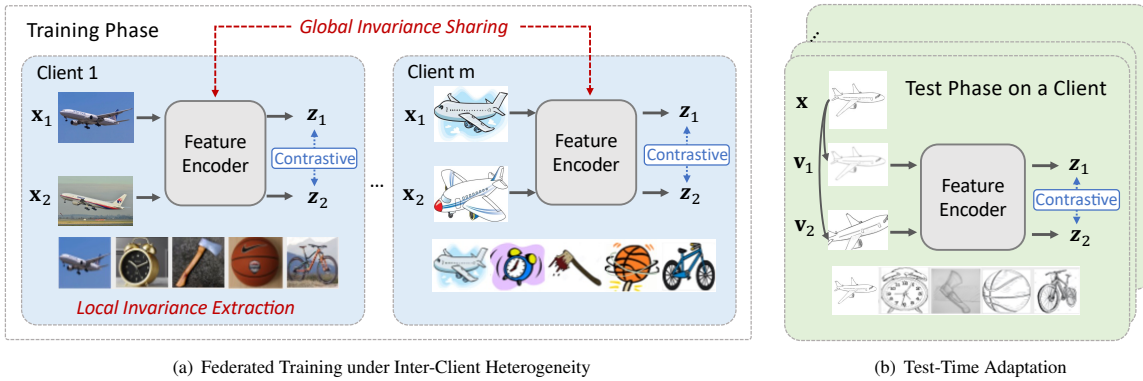 Training Phase
Global Invariance Sharing
Client 1
x1
Feature
Encoder
z1
Contrastive
x2
z2
Local Invariance Extraction
...
Client m
x1
Feature
Encoder
z1
Contrastive
x2
z2
(a) Federated Training under Inter-Client Heterogeneity
...
Test Phase on a Client
x
v1
v2
Feature
Encoder
z1
Contrastive
z2
(b) Test-Time Adaptation